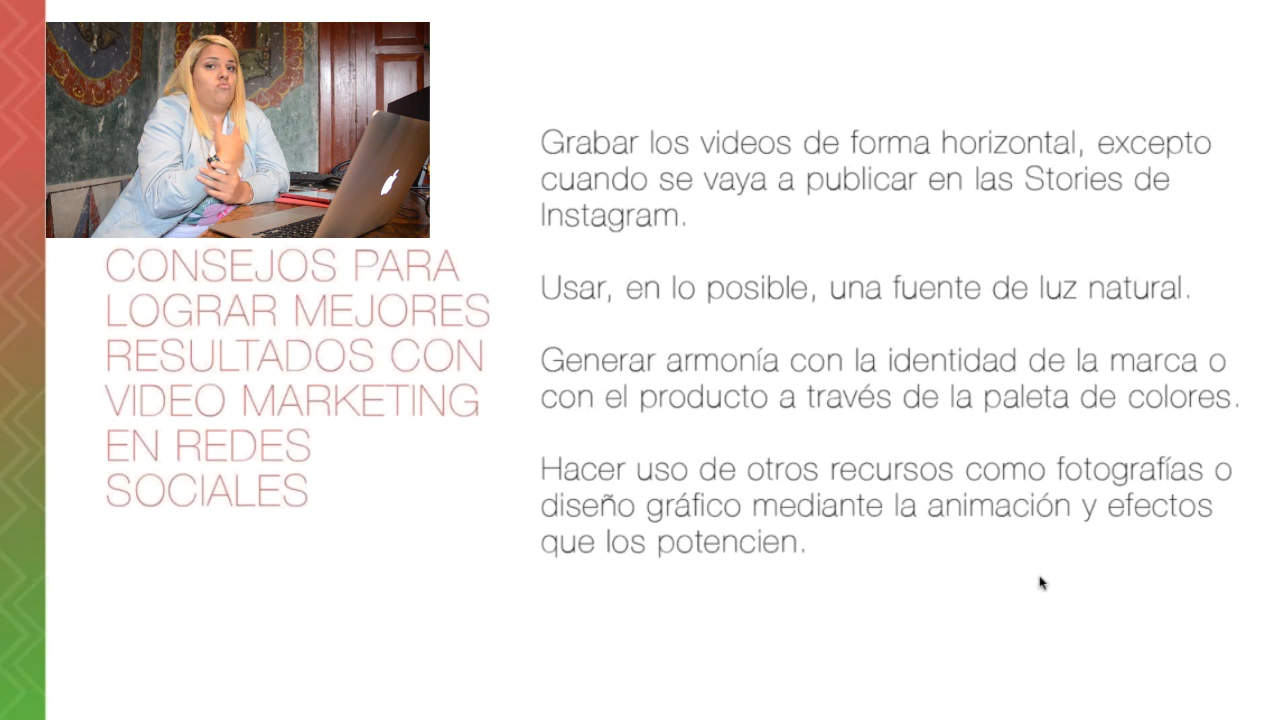 CONSEJOS PARA
LOGRAR MEJORES
RESULTADOS CON
VIDEO MARKETING
EN REDES
SOCIALES
Grabar los videos de forma horizontal, excepto
cuando se vaya a publicar en las Stories de
Instagram.
Usar, en lo posible, una fuente de luz natural.
Generar armonía con la identidad de la marca o
con el producto a través de la paleta de colores.
Hacer uso de otros recursos como fotografías o
diseño gráfico mediante la animación y efectos
que los potencien.